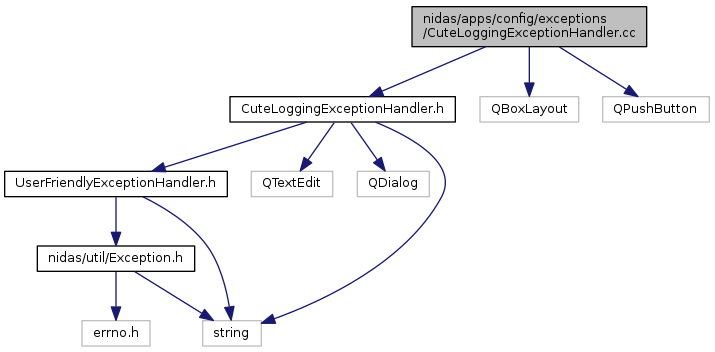 nidas/apps/config/exceptions
/CuteLoggingExceptionHandler.cc
CuteLoggingExceptionHandler.h
QBoxLayout
QPushButton
UserFriendlyExceptionHandler.h
QTextEdit
QDialog
nidas/util/Exception.h
errno.h
string